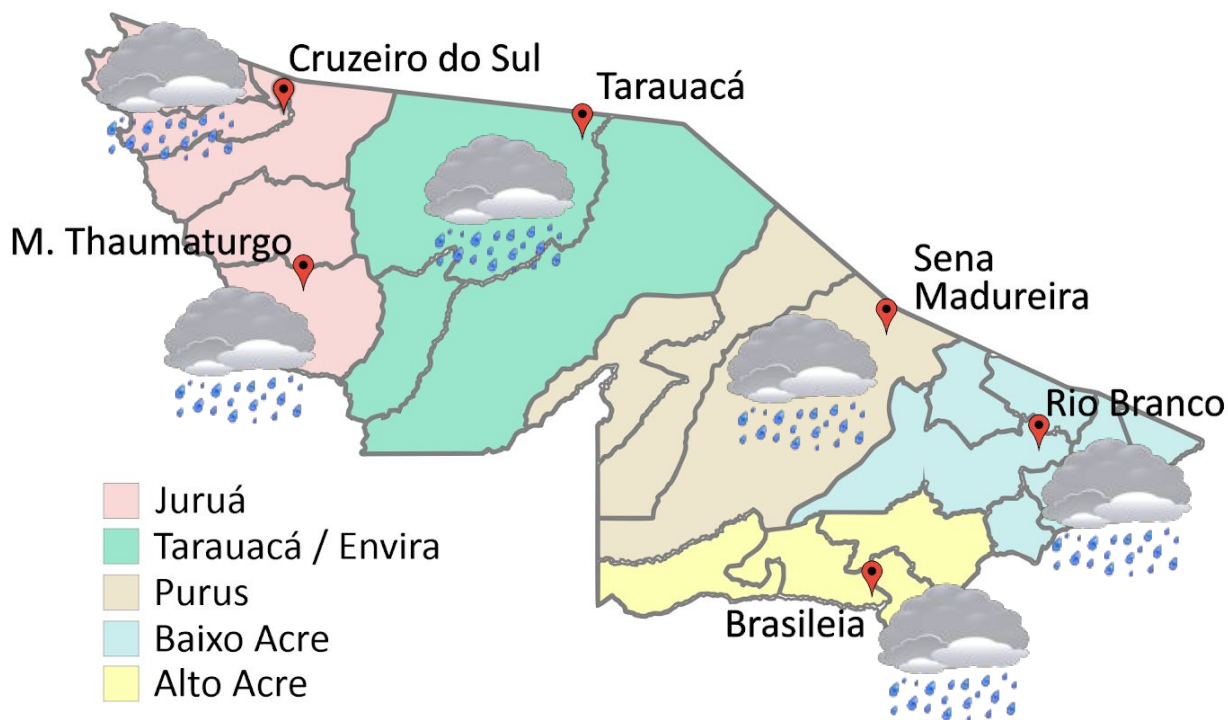 Cruzeiro do Sul
Tarauacá
M. Thaumaturgo
Sena
Madureira
Rio Branco
Brasileia
Juruá
Tarauacá / Envira
Purus
Baixo Acre
Alto Acre